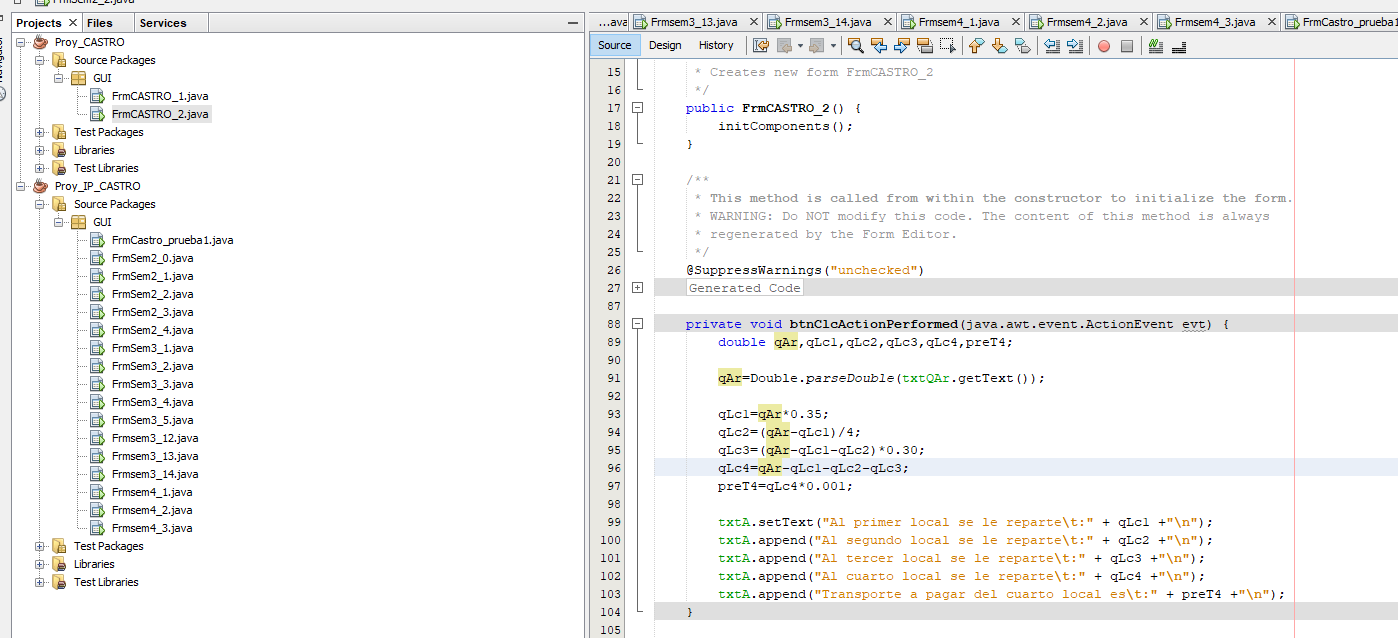 FrmSem2_2.java
Projects × Files Services
Proy_CASTRO
Source Packages
GUI
FrmCASTRO_1.java
FrmCASTRO_2.java
Test Packages
Libraries
Test Libraries
Proy_IP_CASTRO
Source Packages
GUI
FrmCastro_prueba1.java
FrmSem2_0.java
FrmSem2_1.java
FrmSem2_2.java
FrmSem2_3.java
FrmSem2_4.java
FrmSem3_1.java
FrmSem3_2.java
FrmSem3_3.java
FrmSem3_4.java
FrmSem3_5.java
Frmsem3_12.java
Frmsem3_13.java
Frmsem3_14.java
Frmsem4_1.java
Frmsem4_2.java
Frmsem4_3.java
Test Packages
Libraries
Test Libraries
...ava Frmsem3_13.java × Frmsem3_14.java × Frmsem4_1.java × Frmsem4_2.java × Frmsem4_3.java × FrmCastro_prueba1
Source Design History
15 * Creates new form FrmCASTRO_2
16 */
17 public FrmCASTRO_2() {
18 initComponents();
19 }
20
21 /**
22 * This method is called from within the constructor to initialize the form.
23 * WARNING: Do NOT modify this code. The content of this method is always
24 * regenerated by the Form Editor.
25 */
26 @SuppressWarnings("unchecked")
27 Generated Code
87
88 private void btnClcActionPerformed(java.awt.event.ActionEvent evt) {
89 double qAr,qLc1,qLc2,qLc3,qLc4,preT4;
90
91 qAr=Double.parseDouble(txtQAr.getText());
92
93 qLc1=qAr*0.35;
94 qLc2=(qAr-qLc1)/4;
95 qLc3=(qAr-qLc1-qLc2)*0.30;
96 qLc4=qAr-qLc1-qLc2-qLc3;
97 preT4=qLc4*0.001;
98
99 txtA.setText("Al primer local se le reparte\t:" + qLc1 +"\n");
100 txtA.append("Al segundo local se le reparte\t:" + qLc2 +"\n");
101 txtA.append("Al tercer local se le reparte\t:" + qLc3 +"\n");
102 txtA.append("Al cuarto local se le reparte\t:" + qLc4 +"\n");
103 txtA.append("Transporte a pagar del cuarto local es\t:" + preT4 +"\n");
104 }
105